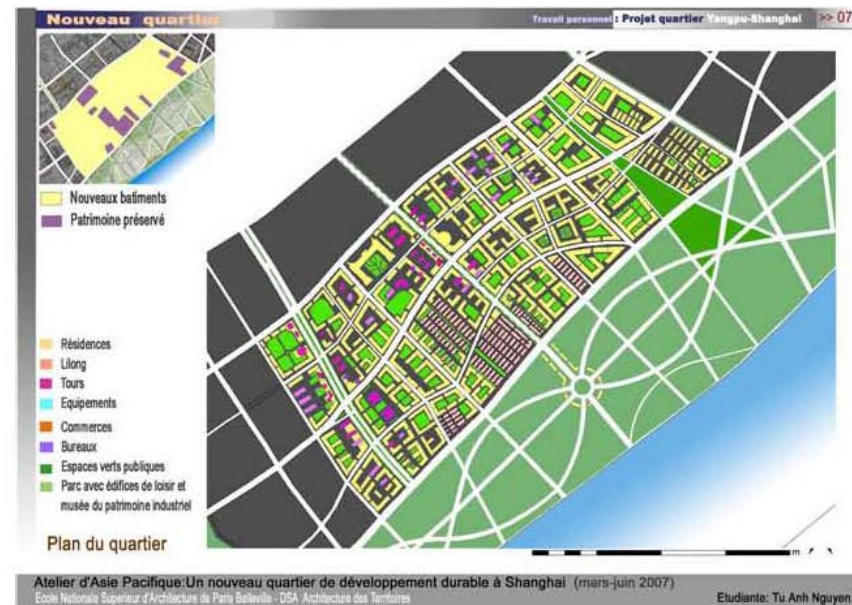 Nouveau quartier
Travail personnel : Projet quartier Yangpu-Shanghai >> 07
Nouveaux batiments
Patrimoine préservé
Résidences
Lilong
Tours
Equipements
Commerces
Bureaux
Espaces verts publiques
Parc avec édifices de loisir et
musée du patrimoine industriel
Plan du quartier
m
Atelier d'Asie Pacifique:Un nouveau quartier de développement durable à Shanghai (mars-juin 2007)
Ecole Nationale Superieur d'Architecture de Paris Belleville - DSA Architecture des Territoires
Etudiante: Tu Anh Nguyen